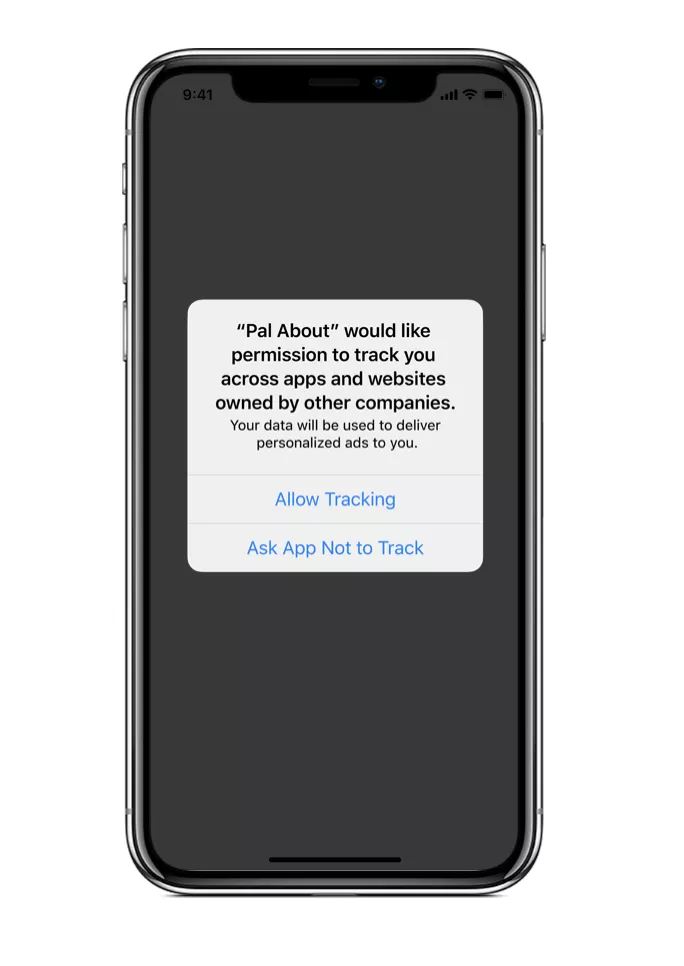 9:41
“Pal About” would like
permission to track you
across apps and websites
owned by other companies.
Your data will be used to deliver
personalized ads to you.
Allow Tracking
Ask App Not to Track